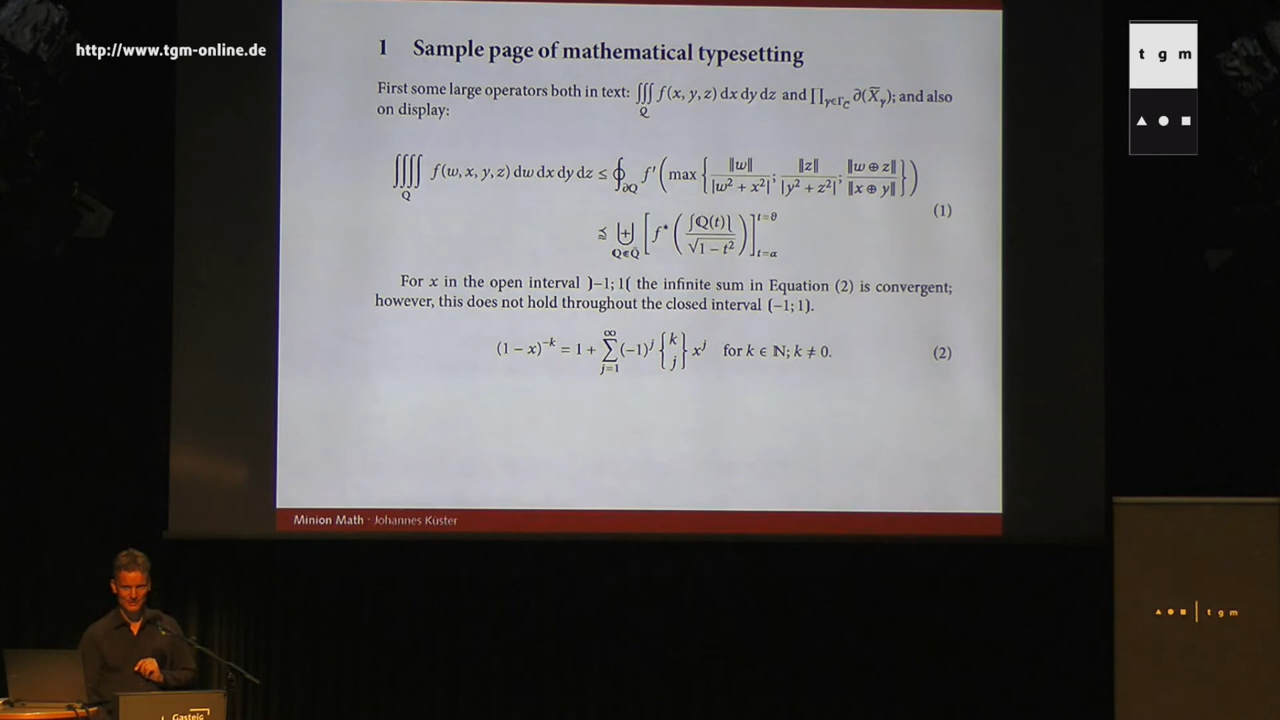 http://www.tgm-online.de
t g m
1 Sample page of mathematical typesetting
First some large operators both in text: ∭_Q f(x, y, z) dx dy dz and ∏_{γ∈Γ_C̃} ∂(X̃_γ); and also
on display:
⨌_Q f(w, x, y, z) dw dx dy dz ≤ ∮_{∂Q} f′(max{‖w‖/|w² + x²|; ‖z‖/|y² + z²|; ‖w ⊕ z‖/‖x ⊕ y‖})
(1)
≨ ⨄_{Q∈Q̄} [f*(⌠Q(t)⌡/√(1 − t²))]_{t=α}^{t=ϑ}
For x in the open interval )−1; 1( the infinite sum in Equation (2) is convergent;
however, this does not hold throughout the closed interval (−1; 1).
(1 − x)^{−k} = 1 + ∑_{j=1}^{∞} (−1)^j {k j} x^j for k ∈ ℕ; k ≠ 0. (2)
Minion Math · Johannes Küster
t g m
Gasteig